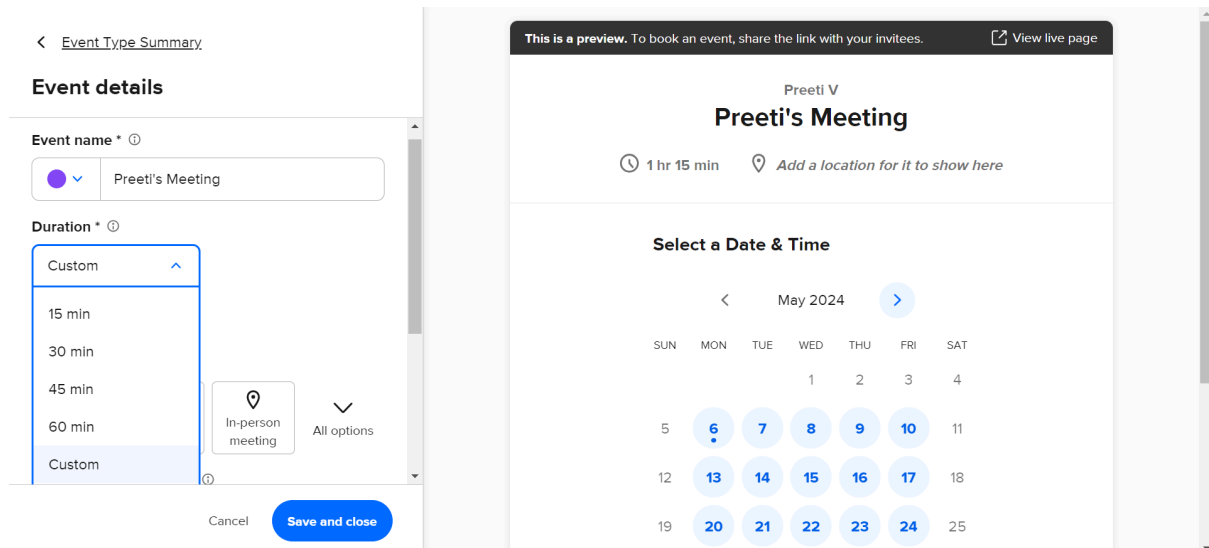 Event Type Summary
Event details
Event name *
Preeti's Meeting
Duration *
Custom
15 min
30 min
45 min
60 min
Custom
In-person
meeting
All options
Cancel
Save and close
This is a preview. To book an event, share the link with your invitees.
View live page
Preeti V
Preeti's Meeting
1 hr 15 min
Add a location for it to show here
Select a Date & Time
May 2024
SUN MON TUE WED THU FRI SAT
1 2 3 4
5 6 7 8 9 10 11
12 13 14 15 16 17 18
19 20 21 22 23 24 25